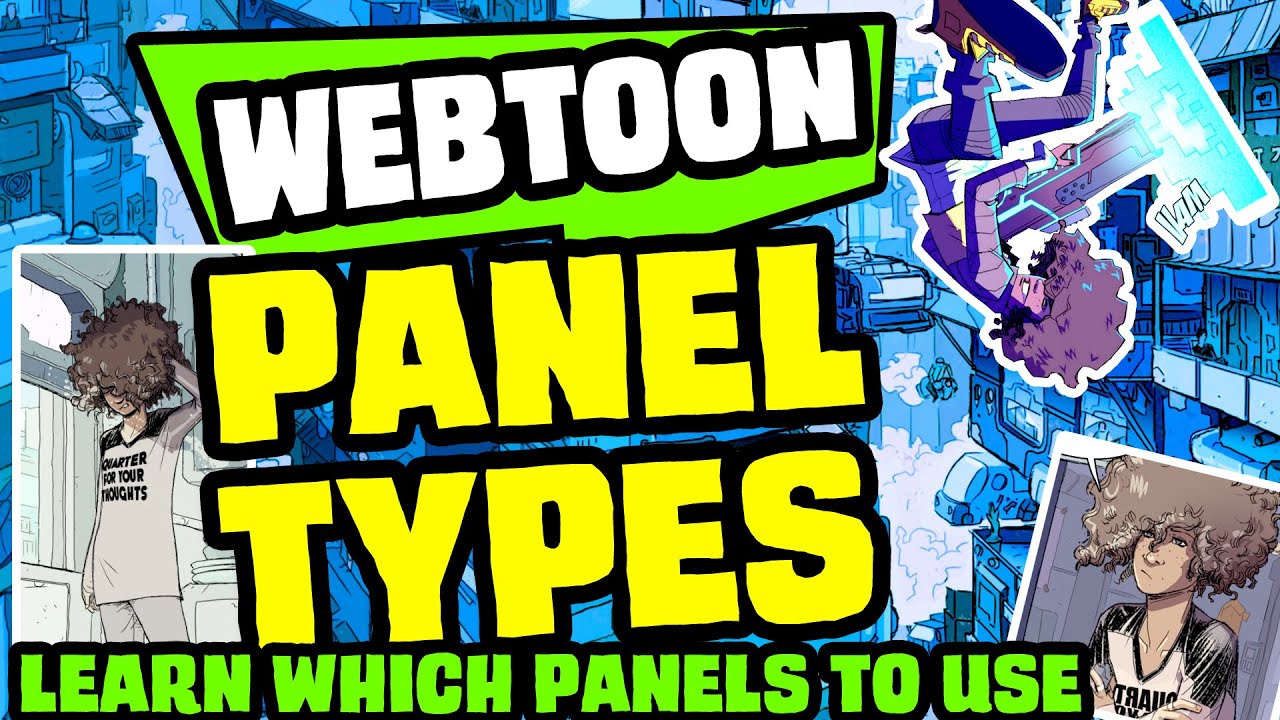 WEBTOON
PANEL
TYPES
QUARTER
FOR YOUR
THOUGHTS
LEARN WHICH PANELS TO USE